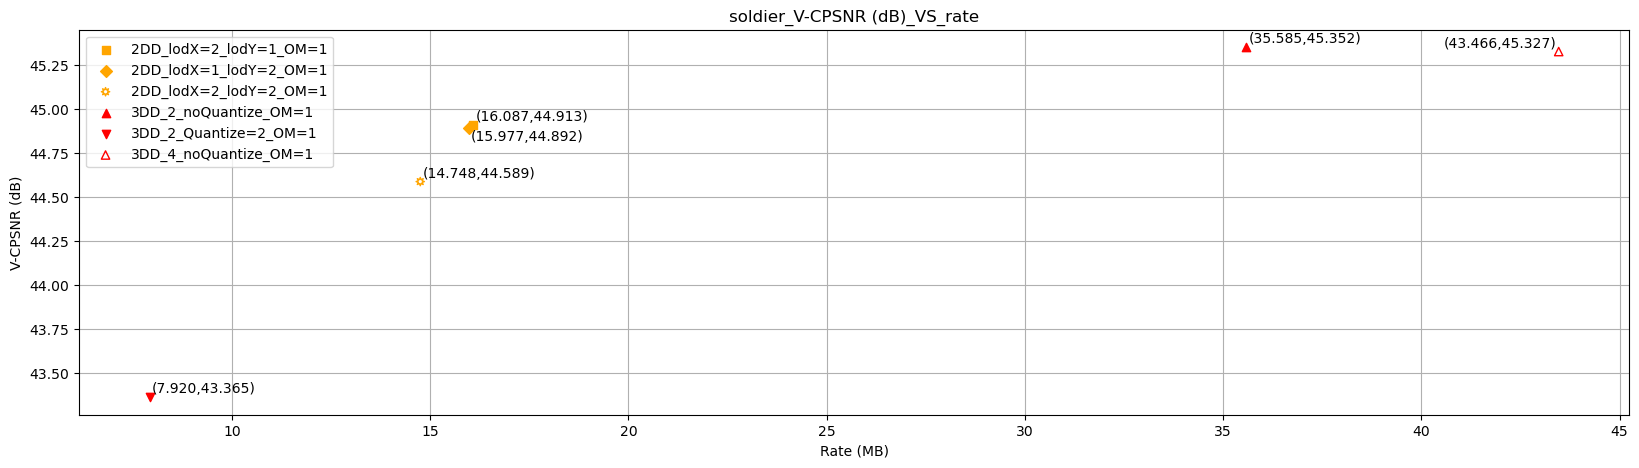 soldier_V-CPSNR (dB)_VS_rate
2DD_lodX=2_lodY=1_OM=1
2DD_lodX=1_lodY=2_OM=1
2DD_lodX=2_lodY=2_OM=1
3DD_2_noQuantize_OM=1
3DD_2_Quantize=2_OM=1
3DD_4_noQuantize_OM=1
(35.585,45.352)
(43.466,45.327)
(16.087,44.913)
(15.977,44.892)
(14.748,44.589)
(7.920,43.365)
V-CPSNR (dB)
45.25
45.00
44.75
44.50
44.25
44.00
43.75
43.50
10
15
20
25
30
35
40
45
Rate (MB)